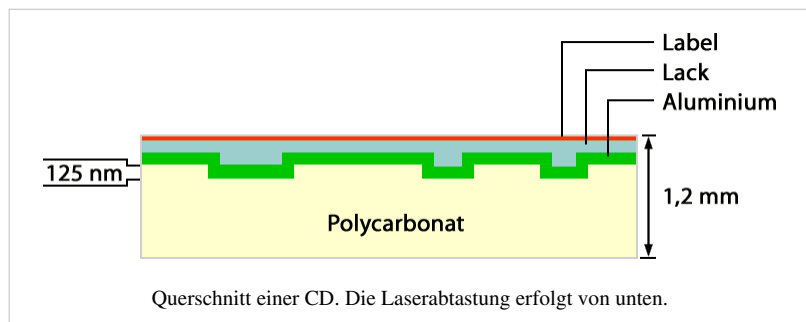 Label
Lack
Aluminium
125 nm
1,2 mm
Polycarbonat
Querschnitt einer CD. Die Laserabtastung erfolgt von unten.